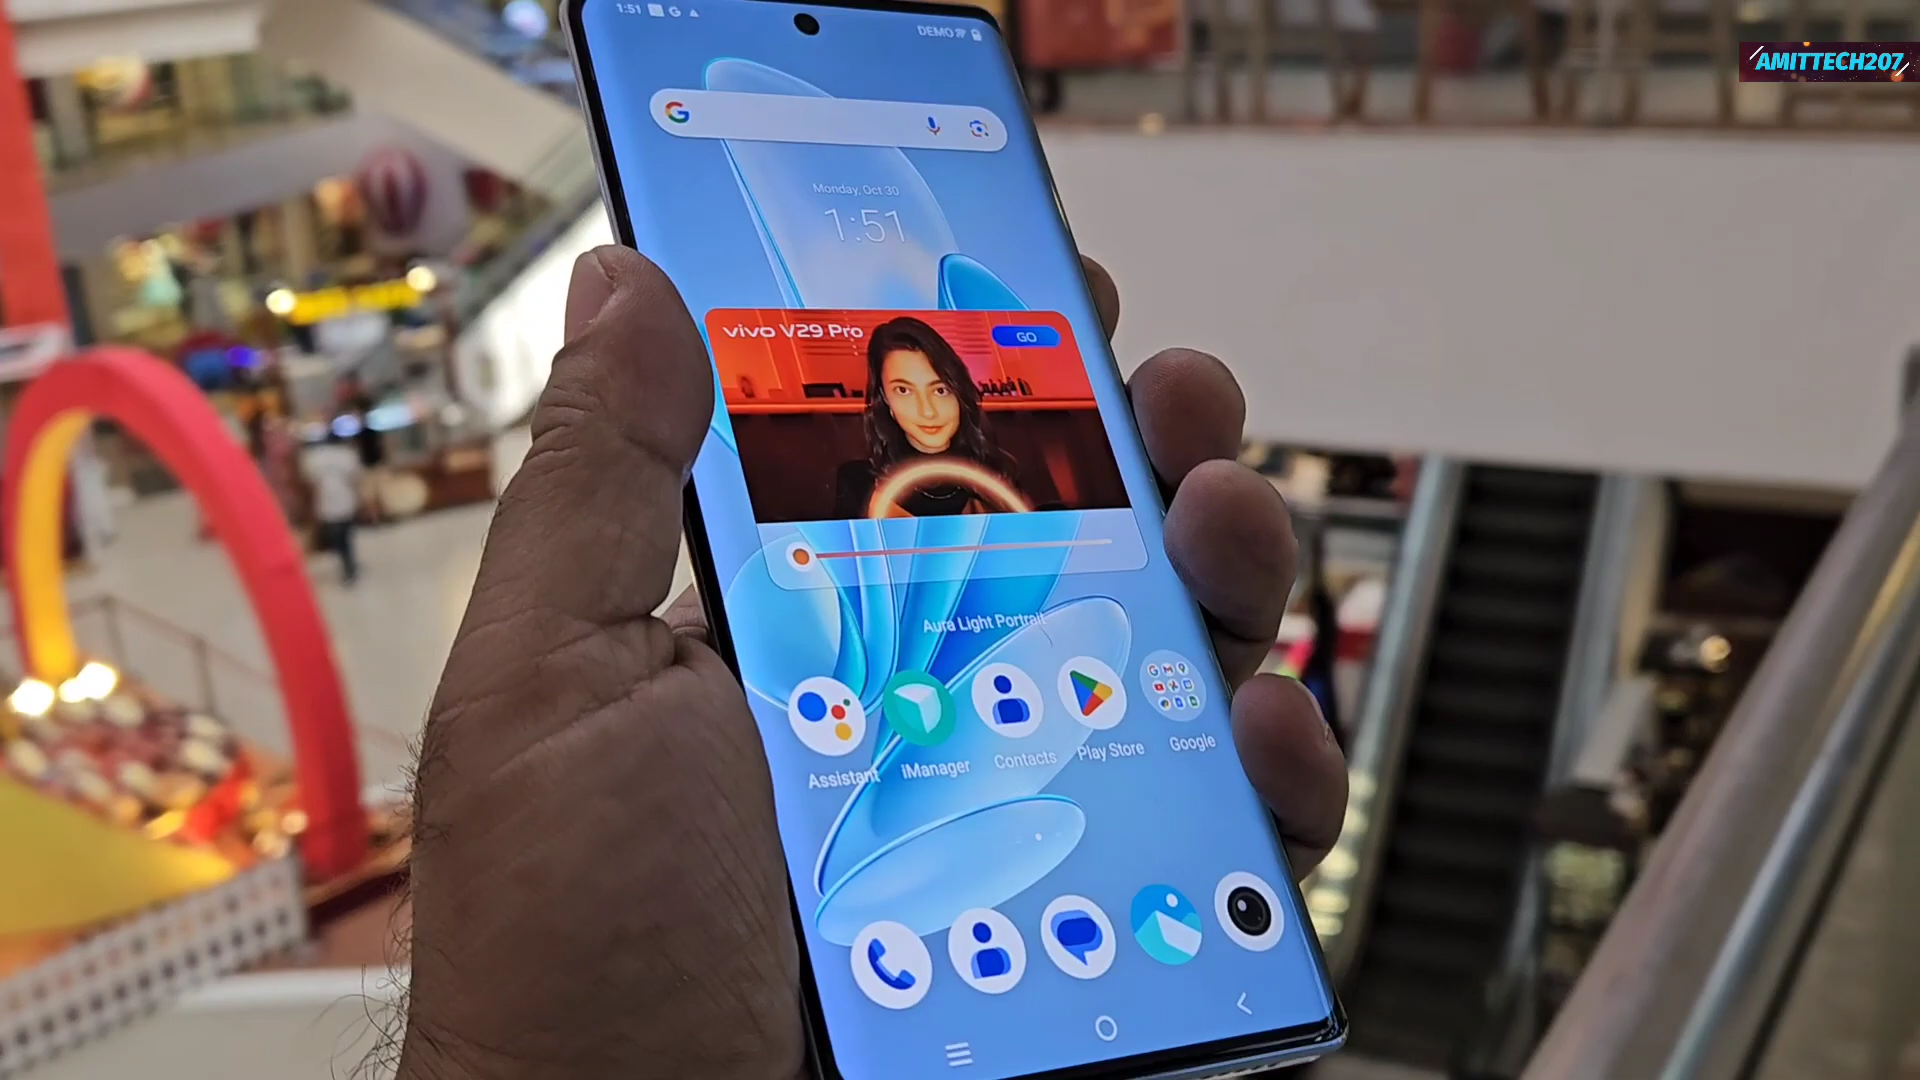 1:51
DEMO
AMITTECH207
Monday, Oct 30
1:51
vivo V29 Pro
GO
Aura Light Portrait
Assistant
iManager
Contacts
Play Store
Google